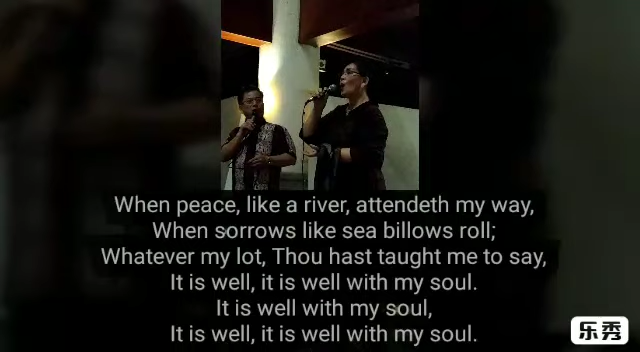 When peace, like a river, attendeth my way,
When sorrows like sea billows roll;
Whatever my lot, Thou hast taught me to say,
It is well, it is well with my soul.
It is well with my soul,
It is well, it is well with my soul.
乐秀